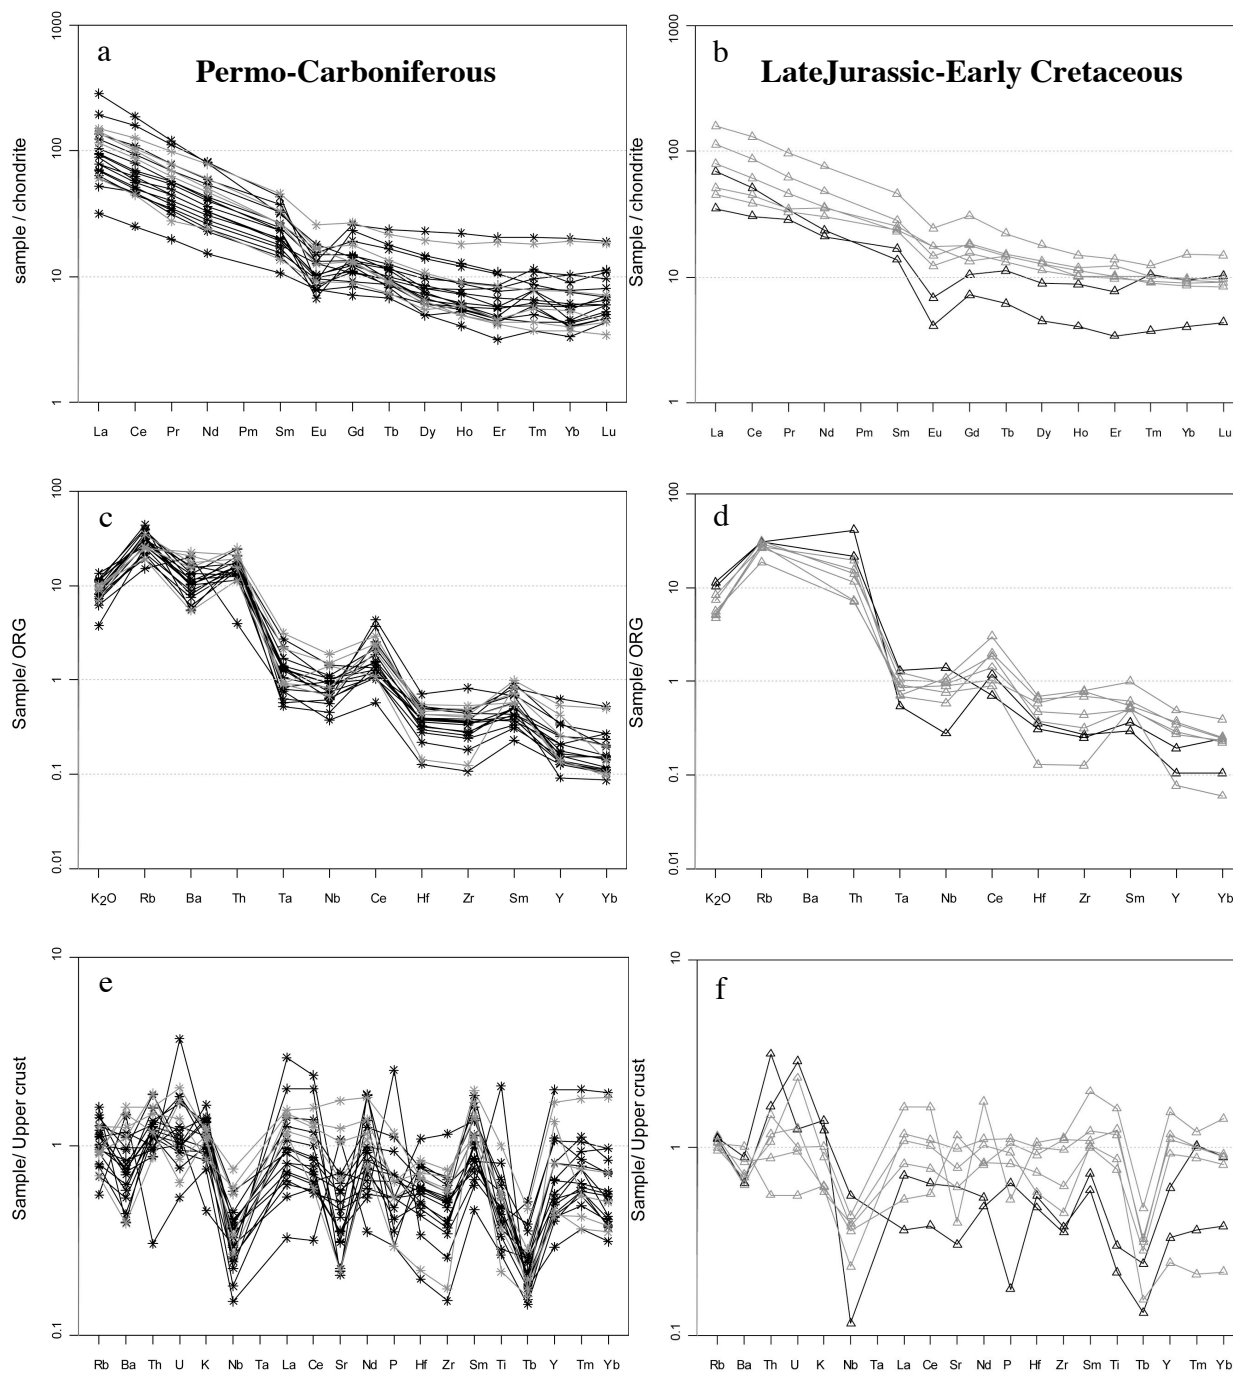 a
Permo-Carboniferous
1000
100
10
1
sample / chondrite
La Ce Pr Nd Pm Sm Eu Gd Tb Dy Ho Er Tm Yb Lu
b
LateJurassic-Early Cretaceous
1000
100
10
1
Sample / chondrite
La Ce Pr Nd Pm Sm Eu Gd Tb Dy Ho Er Tm Yb Lu
c
100
10
1
0.1
0.01
Sample/ ORG
K2O Rb Ba Th Ta Nb Ce Hf Zr Sm Y Yb
d
100
10
1
0.1
0.01
Sample/ ORG
K2O Rb Ba Th Ta Nb Ce Hf Zr Sm Y Yb
e
10
1
0.1
Sample/ Upper crust
Rb Ba Th U K Nb Ta La Ce Sr Nd P Hf Zr Sm Ti Tb Y Tm Yb
f
10
1
0.1
Sample/ Upper crust
Rb Ba Th U K Nb Ta La Ce Sr Nd P Hf Zr Sm Ti Tb Y Tm Yb